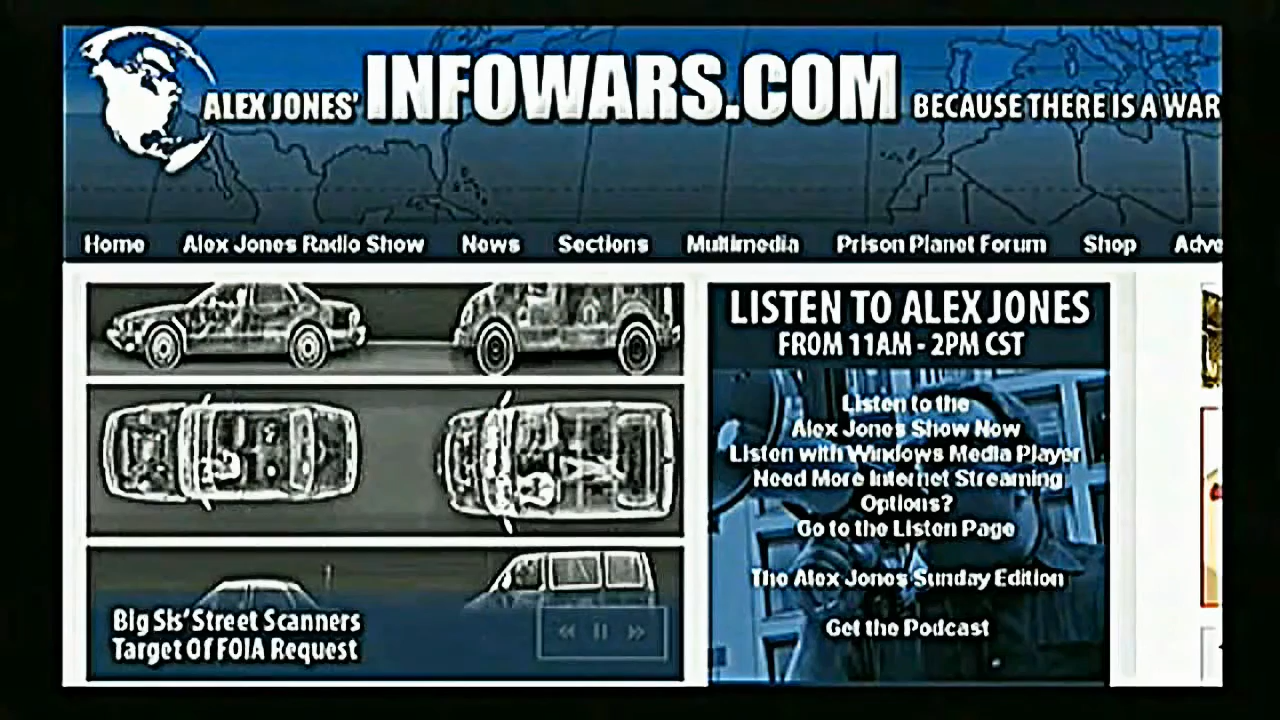 ALEX JONES' INFOWARS.COM BECAUSE THERE IS A WAR
Home Alex Jones Radio Show News Sections Multimedia Prison Planet Forum Shop Adve
LISTEN TO ALEX JONES
FROM 11AM - 2PM CST
Listen to the
Alex Jones Show Now
Listen with Windows Media Player
Need More Internet Streaming
Options?
Go to the Listen Page
The Alex Jones Sunday Edition
Get the Podcast
Big Sis' Street Scanners
Target Of FOIA Request